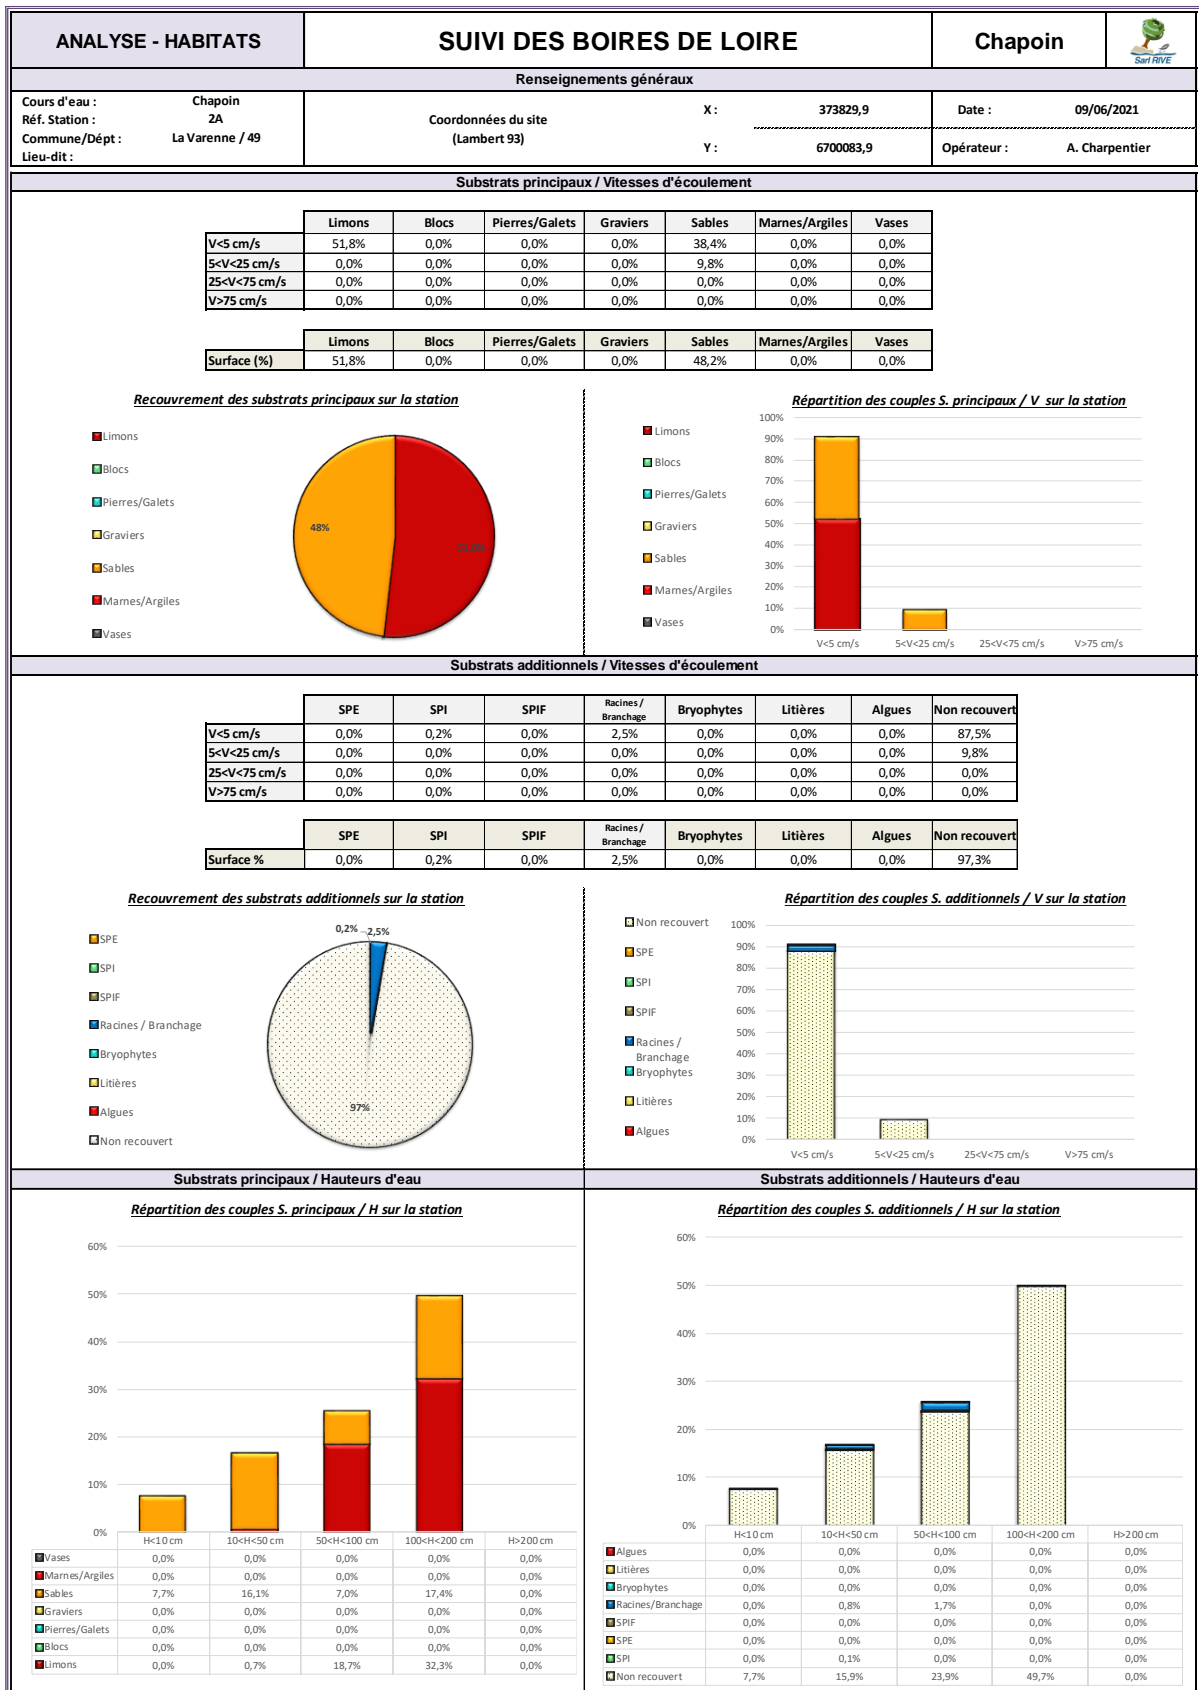 ANALYSE - HABITATS
SUIVI DES BOIRES DE LOIRE
Chapoin
Sarl RIVE
Renseignements généraux
Cours d'eau : Chapoin
Réf. Station : 2A
Commune/Dépt : La Varenne / 49
Lieu-dit :
Coordonnées du site
(Lambert 93)
X : 373829,9
Y : 6700083,9
Date : 09/06/2021
Opérateur : A. Charpentier
Substrats principaux / Vitesses d'écoulement
Limons Blocs Pierres/Galets Graviers Sables Marnes/Argiles Vases
V<5 cm/s 51,8% 0,0% 0,0% 0,0% 38,4% 0,0% 0,0%
5<V<25 cm/s 0,0% 0,0% 0,0% 0,0% 9,8% 0,0% 0,0%
25<V<75 cm/s 0,0% 0,0% 0,0% 0,0% 0,0% 0,0% 0,0%
V>75 cm/s 0,0% 0,0% 0,0% 0,0% 0,0% 0,0% 0,0%
Limons Blocs Pierres/Galets Graviers Sables Marnes/Argiles Vases
Surface (%) 51,8% 0,0% 0,0% 0,0% 48,2% 0,0% 0,0%
Recouvrement des substrats principaux sur la station
Limons
Blocs
Pierres/Galets
Graviers
Sables
Marnes/Argiles
Vases
48%
Répartition des couples S. principaux / V sur la station
Limons
Blocs
Pierres/Galets
Graviers
Sables
Marnes/Argiles
Vases
100%
90%
80%
70%
60%
50%
40%
30%
20%
10%
0%
V<5 cm/s 5<V<25 cm/s 25<V<75 cm/s V>75 cm/s
Substrats additionnels / Vitesses d'écoulement
SPE SPI SPIF Racines / Branchage Bryophytes Litières Algues Non recouvert
V<5 cm/s 0,0% 0,2% 0,0% 2,5% 0,0% 0,0% 0,0% 87,5%
5<V<25 cm/s 0,0% 0,0% 0,0% 0,0% 0,0% 0,0% 0,0% 9,8%
25<V<75 cm/s 0,0% 0,0% 0,0% 0,0% 0,0% 0,0% 0,0% 0,0%
V>75 cm/s 0,0% 0,0% 0,0% 0,0% 0,0% 0,0% 0,0% 0,0%
SPE SPI SPIF Racines / Branchage Bryophytes Litières Algues Non recouvert
Surface % 0,0% 0,2% 0,0% 2,5% 0,0% 0,0% 0,0% 97,3%
Recouvrement des substrats additionnels sur la station
SPE
SPI
SPIF
Racines / Branchage
Bryophytes
Litières
Algues
Non recouvert
0,2% 2,5%
97%
Répartition des couples S. additionnels / V sur la station
Non recouvert
SPE
SPI
SPIF
Racines /
Branchage
Bryophytes
Litières
Algues
100%
90%
80%
70%
60%
50%
40%
30%
20%
10%
0%
V<5 cm/s 5<V<25 cm/s 25<V<75 cm/s V>75 cm/s
Substrats principaux / Hauteurs d'eau
Répartition des couples S. principaux / H sur la station
60%
50%
40%
30%
20%
10%
0%
H<10 cm 10<H<50 cm 50<H<100 cm 100<H<200 cm H>200 cm
Vases 0,0% 0,0% 0,0% 0,0% 0,0%
Marnes/Argiles 0,0% 0,0% 0,0% 0,0% 0,0%
Sables 7,7% 16,1% 7,0% 17,4% 0,0%
Graviers 0,0% 0,0% 0,0% 0,0% 0,0%
Pierres/Galets 0,0% 0,0% 0,0% 0,0% 0,0%
Blocs 0,0% 0,0% 0,0% 0,0% 0,0%
Limons 0,0% 0,7% 18,7% 32,3% 0,0%
Substrats additionnels / Hauteurs d'eau
Répartition des couples S. additionnels / H sur la station
60%
50%
40%
30%
20%
10%
0%
H<10 cm 10<H<50 cm 50<H<100 cm 100<H<200 cm H>200 cm
Algues 0,0% 0,0% 0,0% 0,0% 0,0%
Litières 0,0% 0,0% 0,0% 0,0% 0,0%
Bryophytes 0,0% 0,0% 0,0% 0,0% 0,0%
Racines/Branchage 0,0% 0,8% 1,7% 0,0% 0,0%
SPIF 0,0% 0,0% 0,0% 0,0% 0,0%
SPE 0,0% 0,0% 0,0% 0,0% 0,0%
SPI 0,0% 0,1% 0,0% 0,0% 0,0%
Non recouvert 7,7% 15,9% 23,9% 49,7% 0,0%